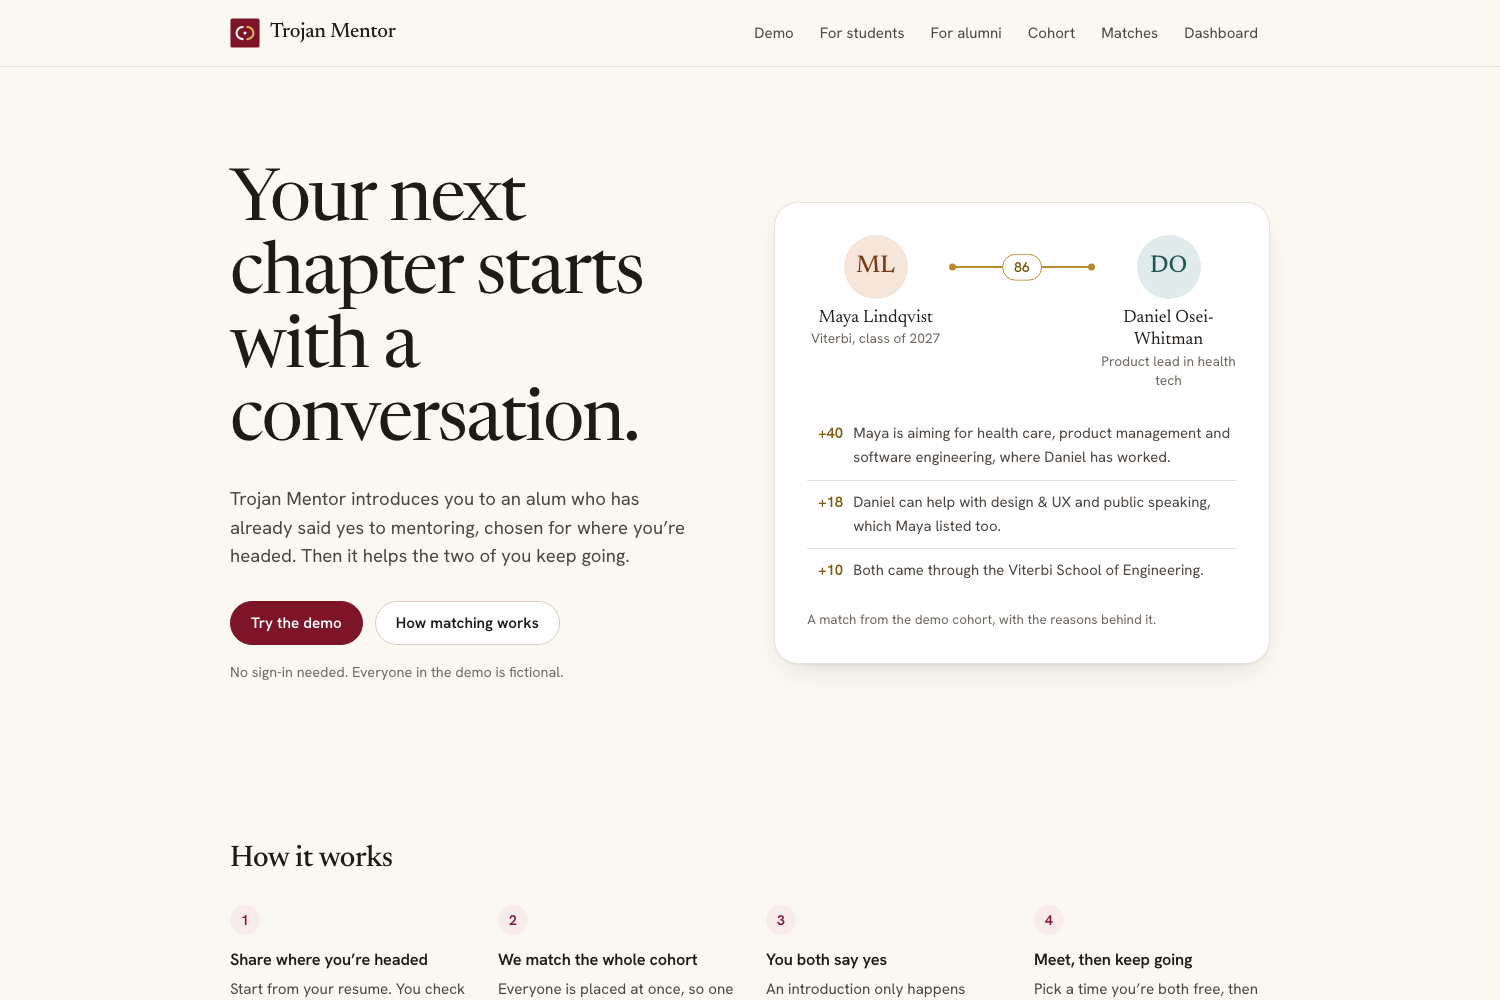 Trojan Mentor
Demo
For students
For alumni
Cohort
Matches
Dashboard
Your next
chapter starts
with a
conversation.
Trojan Mentor introduces you to an alum who has
already said yes to mentoring, chosen for where you’re
headed. Then it helps the two of you keep going.
Try the demo
How matching works
No sign-in needed. Everyone in the demo is fictional.
ML
86
DO
Maya Lindqvist
Viterbi, class of 2027
Daniel Osei-
Whitman
Product lead in health
tech
+40 Maya is aiming for health care, product management and
software engineering, where Daniel has worked.
+18 Daniel can help with design & UX and public speaking,
which Maya listed too.
+10 Both came through the Viterbi School of Engineering.
A match from the demo cohort, with the reasons behind it.
How it works
1
Share where you’re headed
Start from your resume. You check
2
We match the whole cohort
Everyone is placed at once, so one
3
You both say yes
An introduction only happens
4
Meet, then keep going
Pick a time you’re both free, then